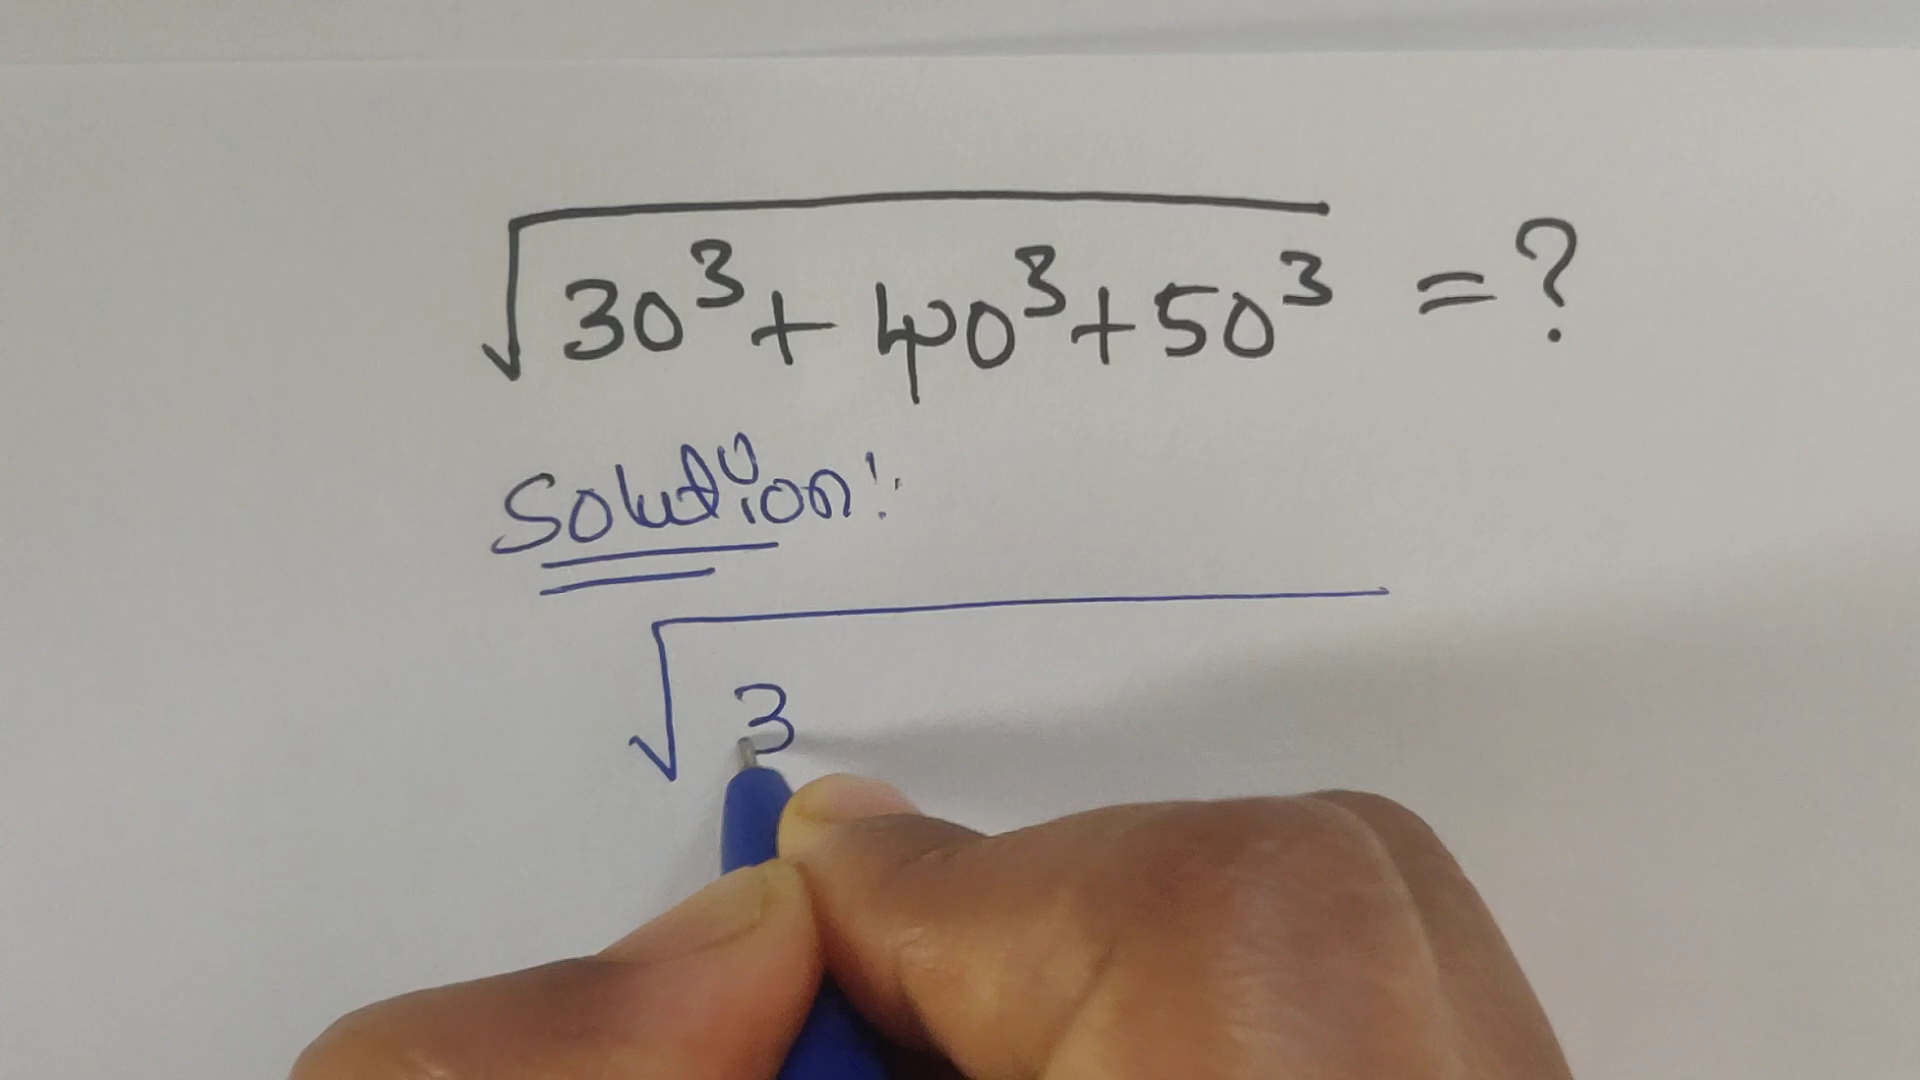 √30³ + 40³ + 50³ = ?
Solution:
√3